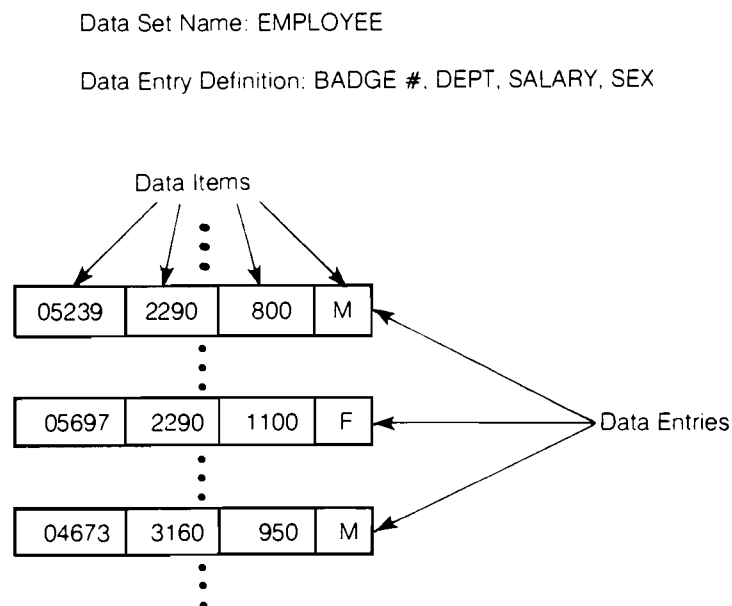 Data Set Name: EMPLOYEE
Data Entry Definition: BADGE #, DEPT, SALARY, SEX
Data Items
05239 2290 800 M
05697 2290 1100 F
Data Entries
04673 3160 950 M